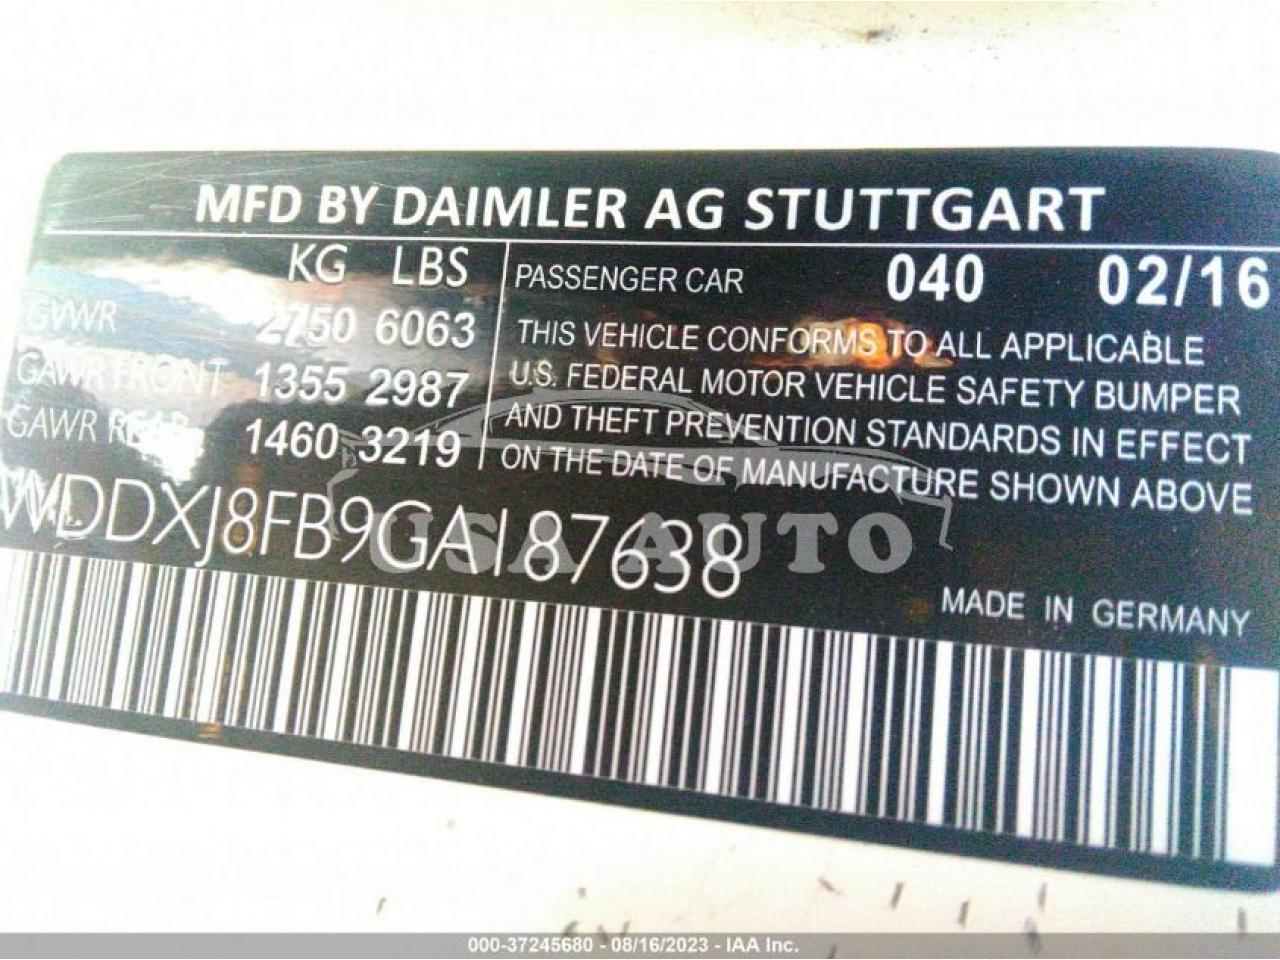 MFD BY DAIMLER AG STUTTGART
KG LBS
GVWR 2750 6063
GAWR FRONT 1355 2987
GAWR REAR 1460 3219
PASSENGER CAR 040 02/16
THIS VEHICLE CONFORMS TO ALL APPLICABLE
U.S. FEDERAL MOTOR VEHICLE SAFETY BUMPER
AND THEFT PREVENTION STANDARDS IN EFFECT
ON THE DATE OF MANUFACTURE SHOWN ABOVE
WDDXJ8FB9GA187638
USA AUTO
MADE IN GERMANY
000-37245680 - 08/16/2023 - IAA Inc.